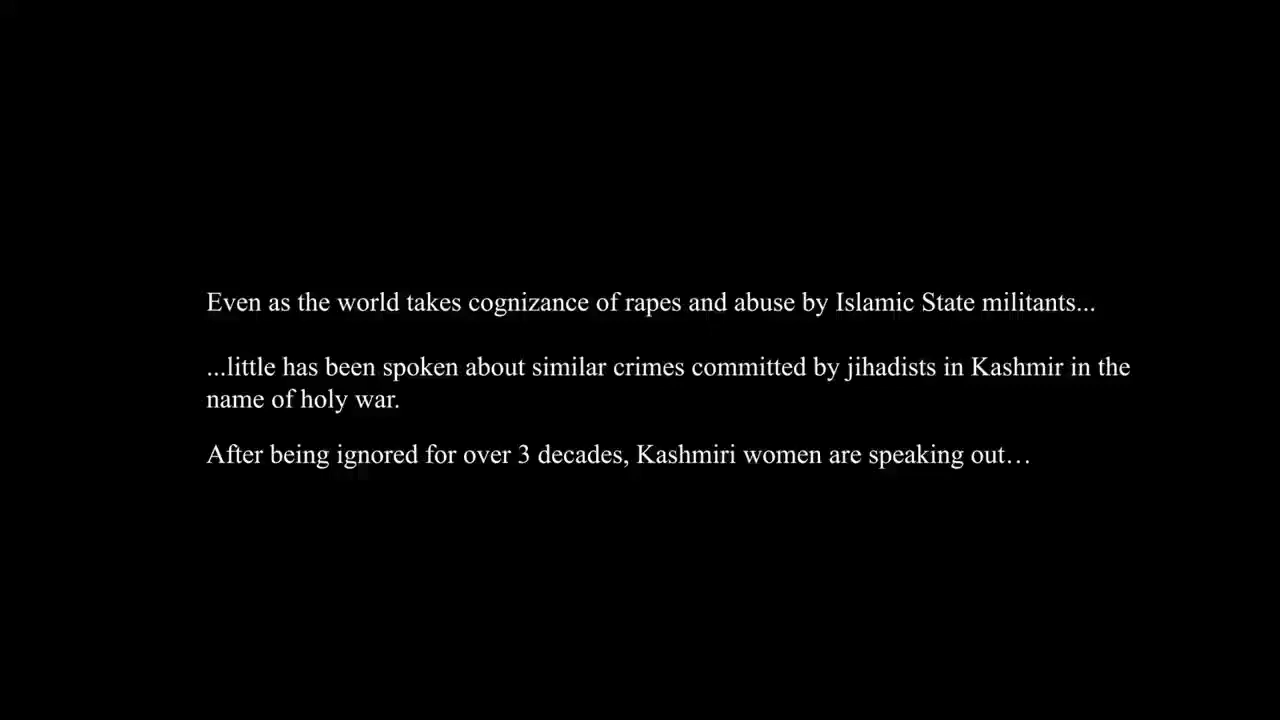 Even as the world takes cognizance of rapes and abuse by Islamic State militants...
...little has been spoken about similar crimes committed by jihadists in Kashmir in the
name of holy war.
After being ignored for over 3 decades, Kashmiri women are speaking out…